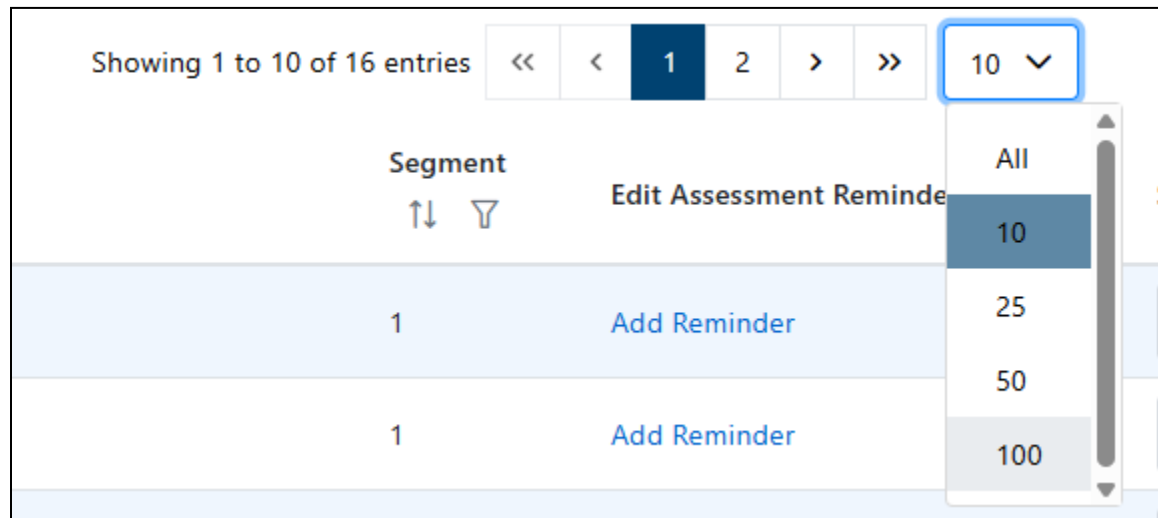 Showing 1 to 10 of 16 entries « < 1 2 > » 10
All
Segment
Edit Assessment Reminde
10
25
1 Add Reminder
50
1 Add Reminder
100